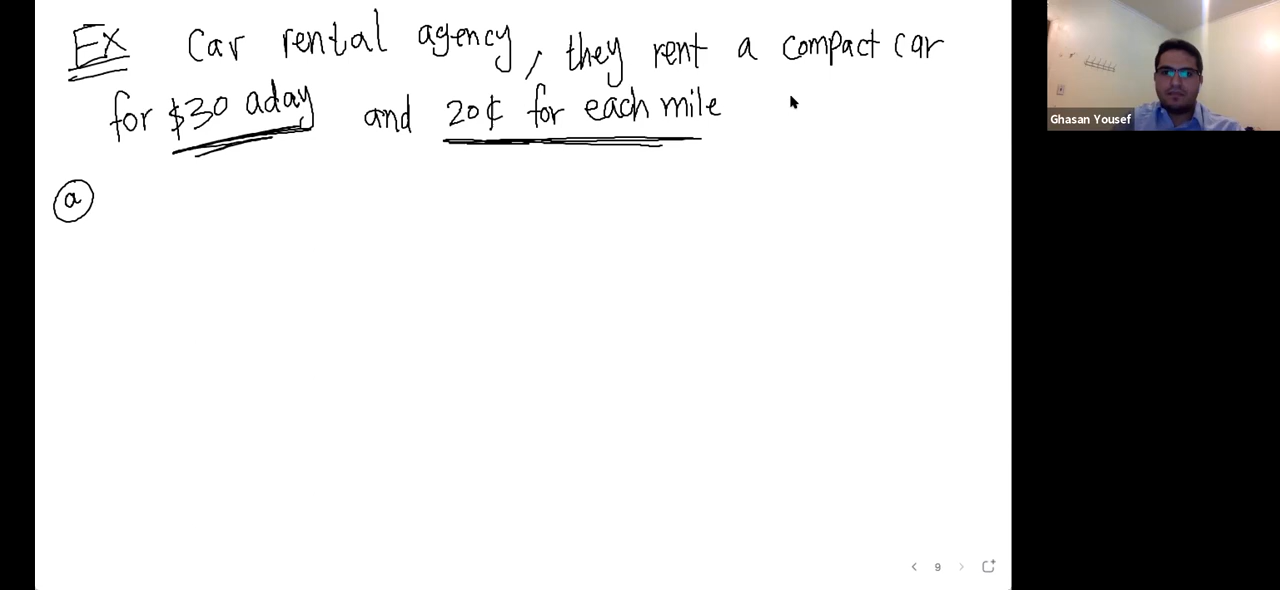 Ex Car rental agency, they rent a compact car
for $30 a day and 20¢ for each mile
a
Ghasan Yousef
9